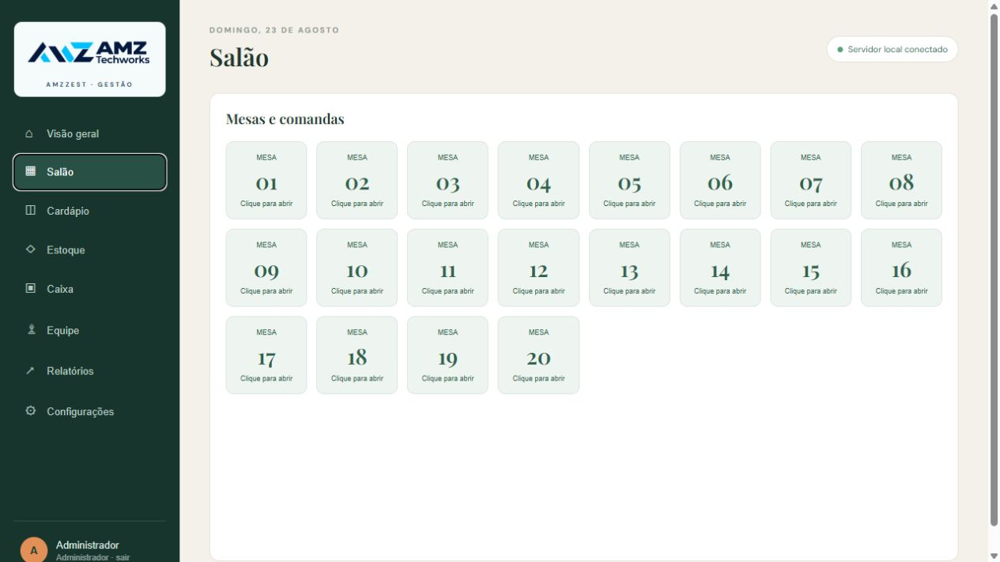 AMZ
Techworks
AMZZEST · GESTÃO
Visão geral
Salão
Cardápio
Estoque
Caixa
Equipe
Relatórios
Configurações
A
Administrador
Administrador · sair
DOMINGO, 23 DE AGOSTO
Salão
Servidor local conectado
Mesas e comandas
MESA
01
Clique para abrir
MESA
02
Clique para abrir
MESA
03
Clique para abrir
MESA
04
Clique para abrir
MESA
05
Clique para abrir
MESA
06
Clique para abrir
MESA
07
Clique para abrir
MESA
08
Clique para abrir
MESA
09
Clique para abrir
MESA
10
Clique para abrir
MESA
11
Clique para abrir
MESA
12
Clique para abrir
MESA
13
Clique para abrir
MESA
14
Clique para abrir
MESA
15
Clique para abrir
MESA
16
Clique para abrir
MESA
17
Clique para abrir
MESA
18
Clique para abrir
MESA
19
Clique para abrir
MESA
20
Clique para abrir